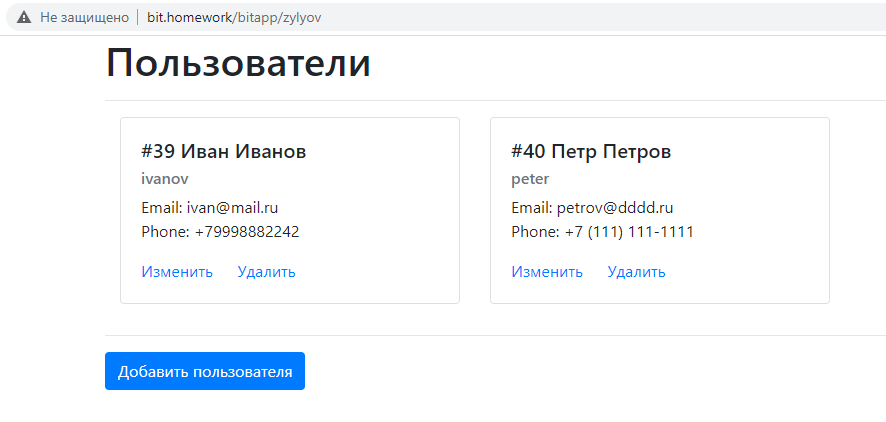 Не защищено bit.homework/bitapp/zylyov
Пользователи
#39 Иван Иванов
ivanov
Email: ivan@mail.ru
Phone: +79998882242
Изменить Удалить
#40 Петр Петров
peter
Email: petrov@dddd.ru
Phone: +7 (111) 111-1111
Изменить Удалить
Добавить пользователя